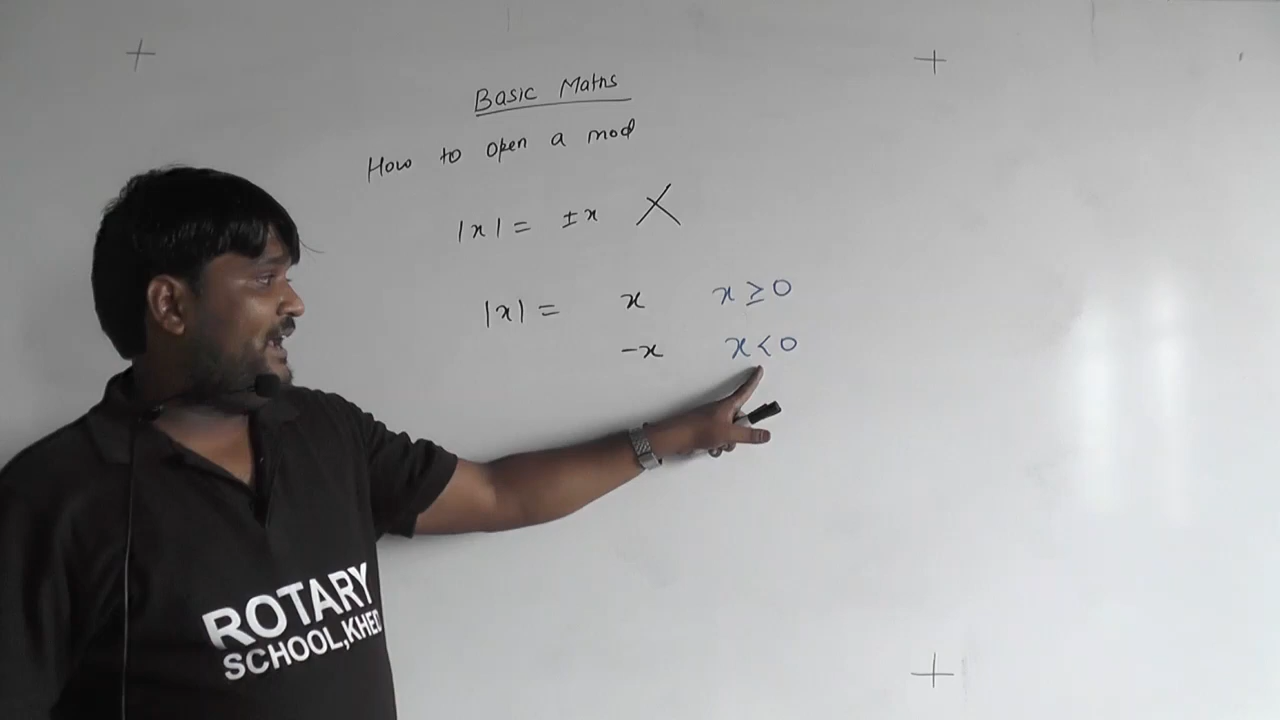 Basic Maths
How to open a mod
|x| = ±x ✗
|x| = x x ≥ 0
-x x < 0
ROTARY
SCHOOL,KHED